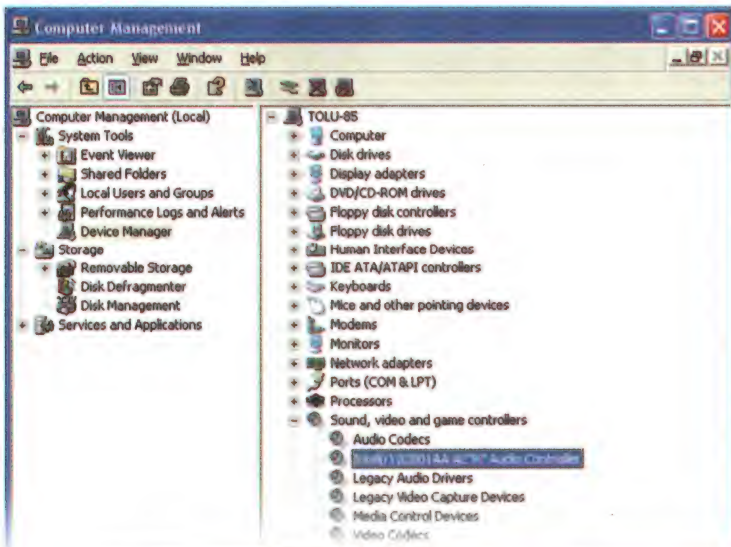 Computer Management
File Action View Window Help
Computer Management (Local)
System Tools
Event Viewer
Shared Folders
Local Users and Groups
Performance Logs and Alerts
Device Manager
Storage
Removable Storage
Disk Defragmenter
Disk Management
Services and Applications
TOLU-85
Computer
Disk drives
Display adapters
DVD/CD-ROM drives
Floppy disk controllers
Floppy disk drives
Human Interface Devices
IDE ATA/ATAPI controllers
Keyboards
Mice and other pointing devices
Modems
Monitors
Network adapters
Ports (COM & LPT)
Processors
Sound, video and game controllers
Audio Codecs
Audio Controller
Legacy Audio Drivers
Legacy Video Capture Devices
Media Control Devices
Video Codecs